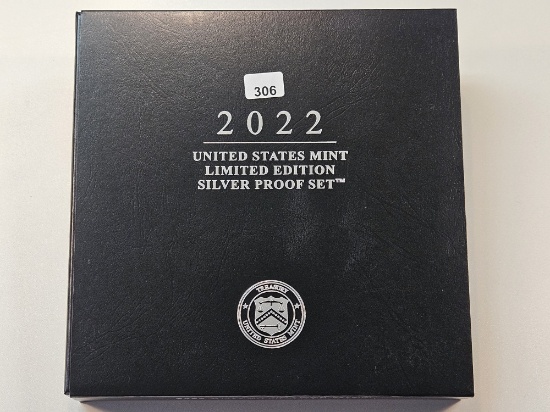 306
2022
UNITED STATES MINT
LIMITED EDITION
SILVER PROOF SET™
TREASURY
UNITED STATES MINT